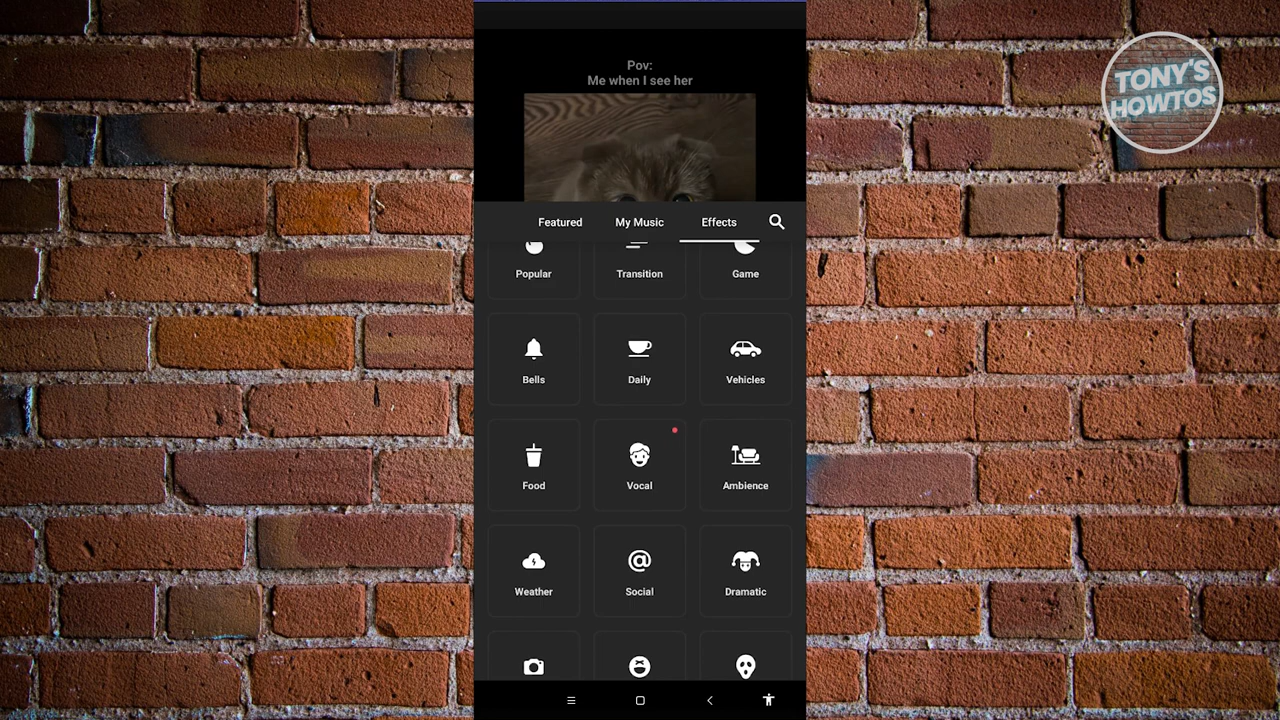 TONY'S
HOWTOS
Pov:
Me when I see her
Featured
My Music
Effects
Popular
Transition
Game
Bells
Daily
Vehicles
Food
Vocal
Ambience
Weather
@
Social
Dramatic